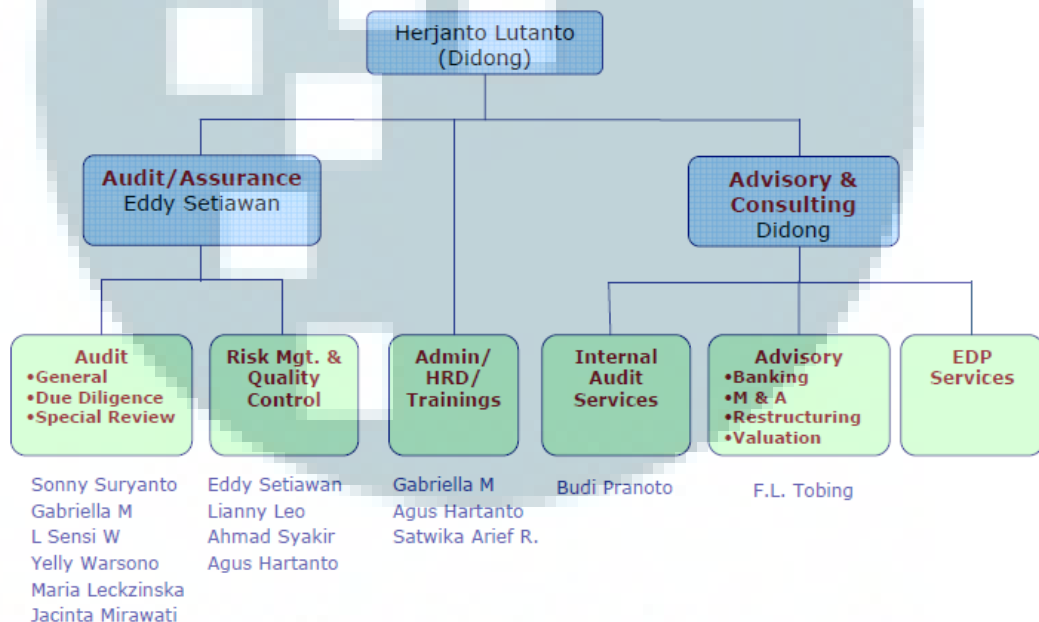 Herjanto Lutanto
(Didong)
Audit/Assurance
Eddy Setiawan
Advisory &
Consulting
Didong
Audit
•General
•Due Diligence
•Special Review
Risk Mgt. &
Quality
Control
Admin/
HRD/
Trainings
Internal
Audit
Services
Advisory
•Banking
•M & A
•Restructuring
•Valuation
EDP
Services
Sonny Suryanto
Gabriella M
L Sensi W
Yelly Warsono
Maria Leckzinska
Jacinta Mirawati
Eddy Setiawan
Lianny Leo
Ahmad Syakir
Agus Hartanto
Gabriella M
Agus Hartanto
Satwika Arief R.
Budi Pranoto
F.L. Tobing